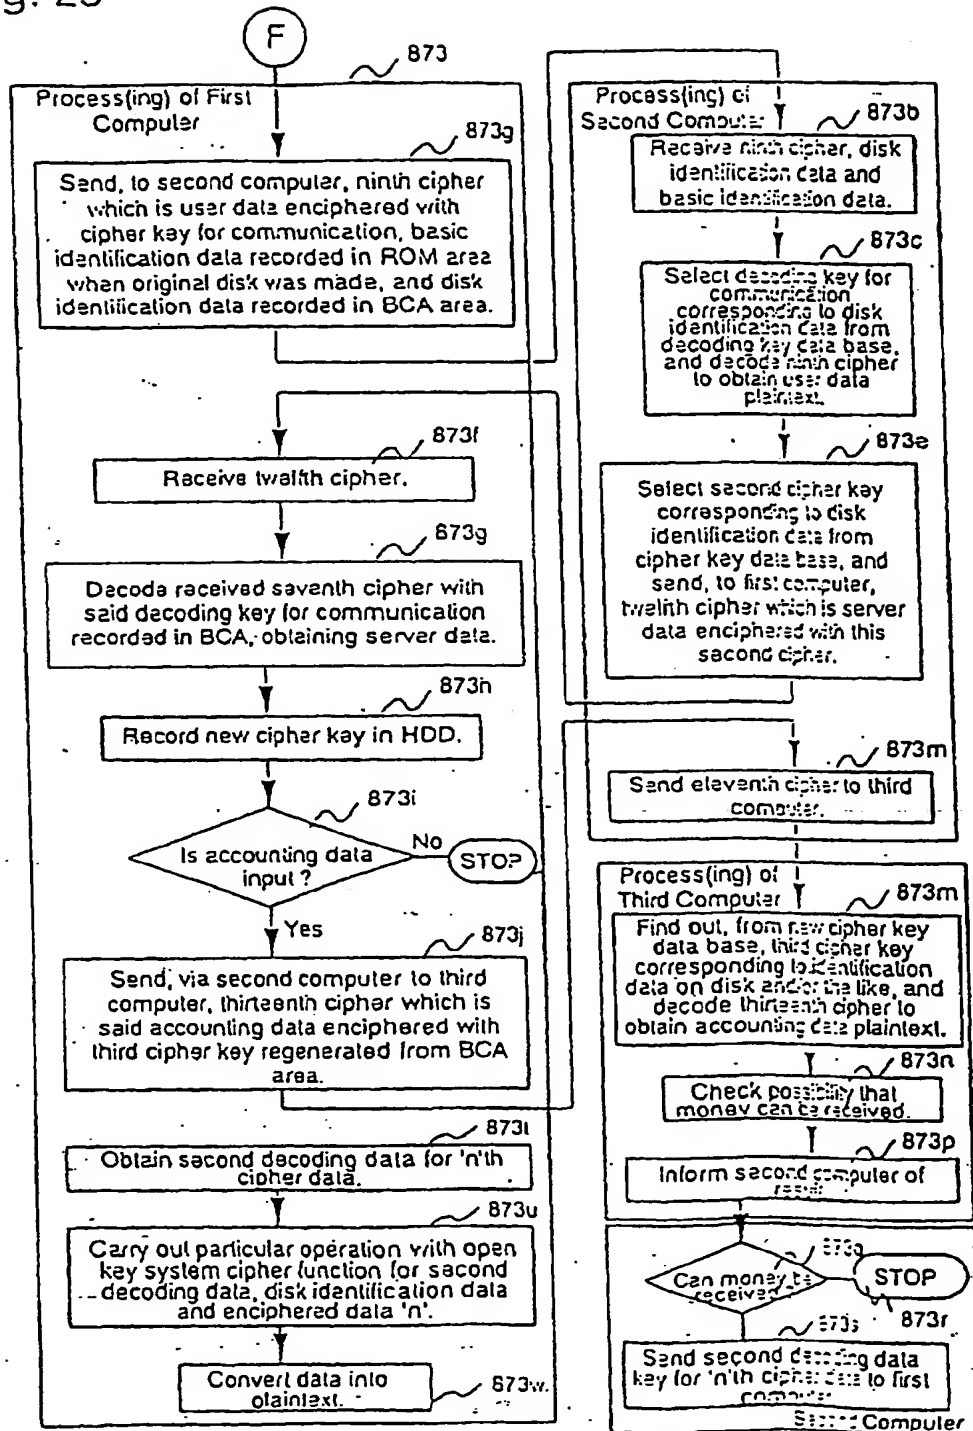 g. 23
F
873
Process(ing) of First
Computer
873g
Send, to second computer, ninth cipher
which is user data enciphered with
cipher key for communication, basic
identification data recorded in ROM area
when original disk was made, and disk
identification data recorded in BCA area.
873f
Receive twelfth cipher.
873g
Decode received seventh cipher with
said decoding key for communication
recorded in BCA, obtaining server data.
873h
Record new cipher key in HDD.
873i
Is accounting data
input ?
No
STOP
Yes
873j
Send, via second computer to third
computer, thirteenth cipher which is
said accounting data enciphered with
third cipher key regenerated from BCA
area.
873t
Obtain second decoding data for 'n'th
cipher data.
873u
Carry out particular operation with open
key system cipher function for second
decoding data, disk identification data
and enciphered data 'n'.
Convert data into
plaintext.
873w.
Process(ing) of
Second Computer
873b
Receive ninth cipher, disk
identification data and
basic identification data.
873c
Select decoding key for
communication
corresponding to disk
identification data from
decoding key data base,
and decode ninth cipher
to obtain user data
plaintext.
873e
Select second cipher key
corresponding to disk
identification data from
cipher key data base, and
send, to first computer,
twelfth cipher which is server
data enciphered with this
second cipher.
873m
Send eleventh cipher to third
computer.
Process(ing) of
Third Computer
873m
Find out, from new cipher key
data base, third cipher key
corresponding to identification
data on disk and/or the like, and
decode thirteenth cipher to
obtain accounting data plaintext.
873n
Check possibility that
money can be received.
873p
Inform second computer of
result.
873q
Can money be
received
STOP
873r
873s
Send second decoding data
key for 'n'th cipher data to first
computer
Second Computer